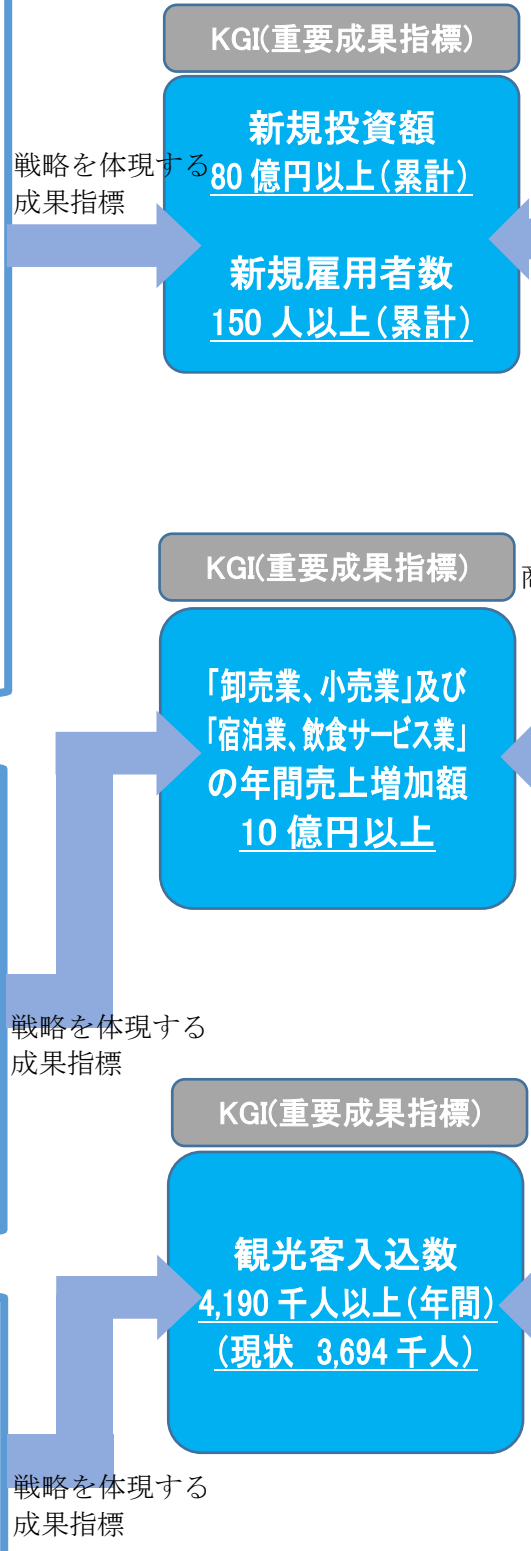 KGI(重要成果指標)
新規投資額
80億円以上(累計)
新規雇用者数
150人以上(累計)
戦略を体現する
成果指標
KGI(重要成果指標)
商
「卸売業、小売業」及び
「宿泊業、飲食サービス業」
の年間売上増加額
10億円以上
戦略を体現する
成果指標
KGI(重要成果指標)
観光客入込数
4,190千人以上(年間)
(現状 3,694千人)
戦略を体現する
成果指標